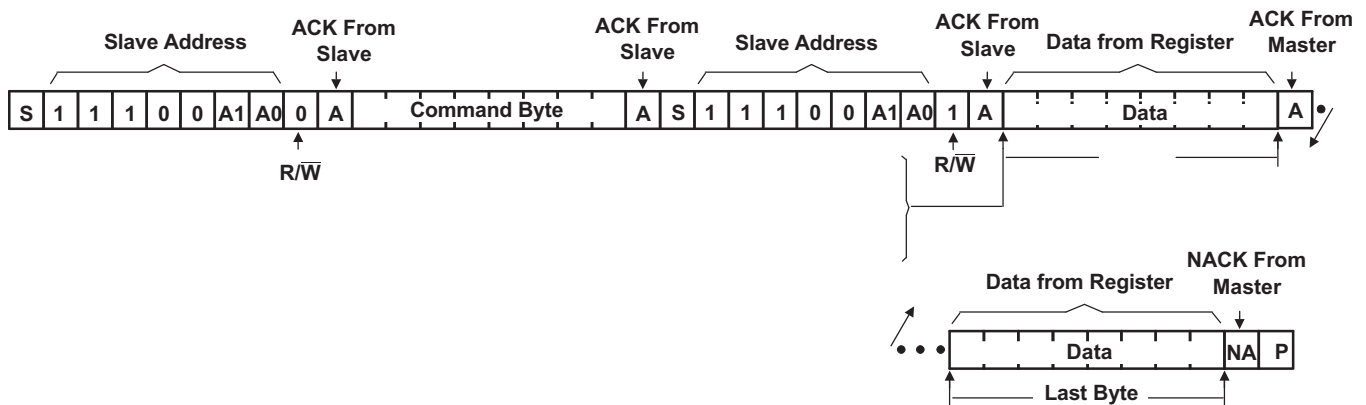 Slave Address
ACK From
Slave
ACK From
Slave
Slave Address
ACK From
Slave
Data from Register
ACK From
Master
S 1 1 1 0 0 A1 A0 0 A Command Byte A S 1 1 1 0 0 A1 A0 1 A Data A
R/W̅
R/W̅
Data from Register
NACK From
Master
Data NA P
Last Byte